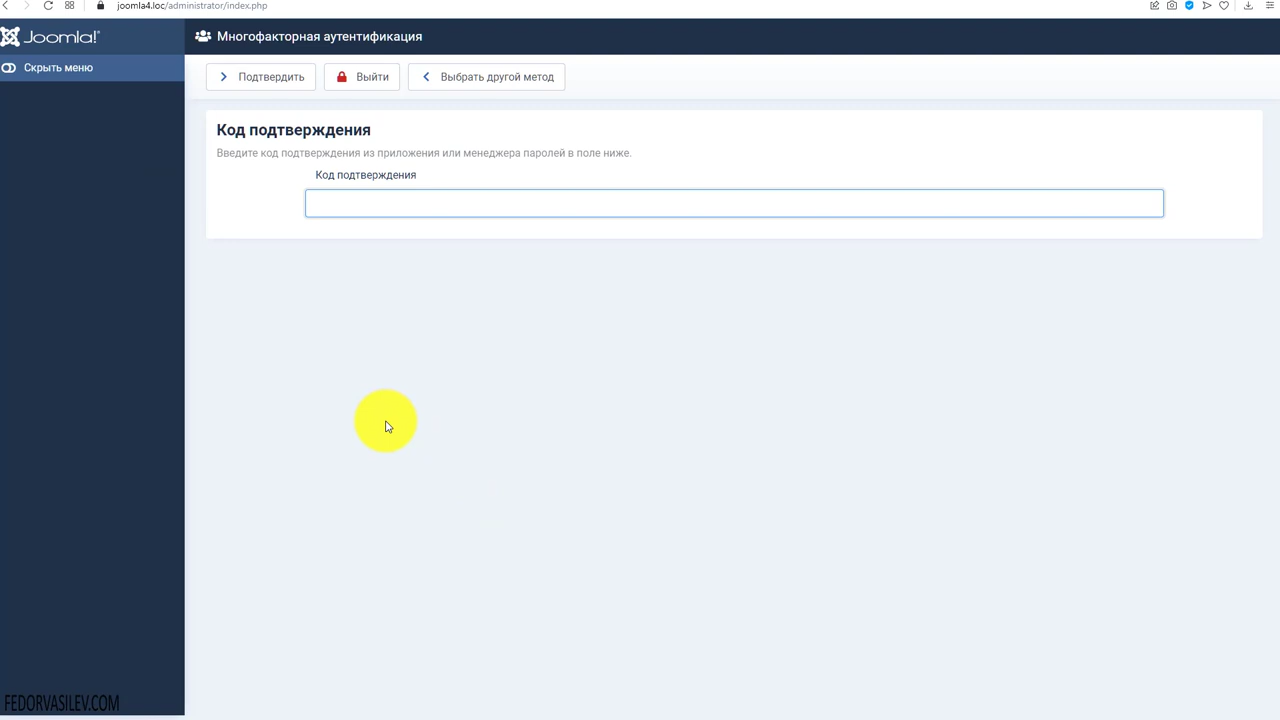 joomla4.loc/administrator/index.php
Joomla!®
Многофакторная аутентификация
Скрыть меню
Подтвердить
Выйти
Выбрать другой метод
Код подтверждения
Введите код подтверждения из приложения или менеджера паролей в поле ниже.
Код подтверждения
FEDORVASILEV.COM